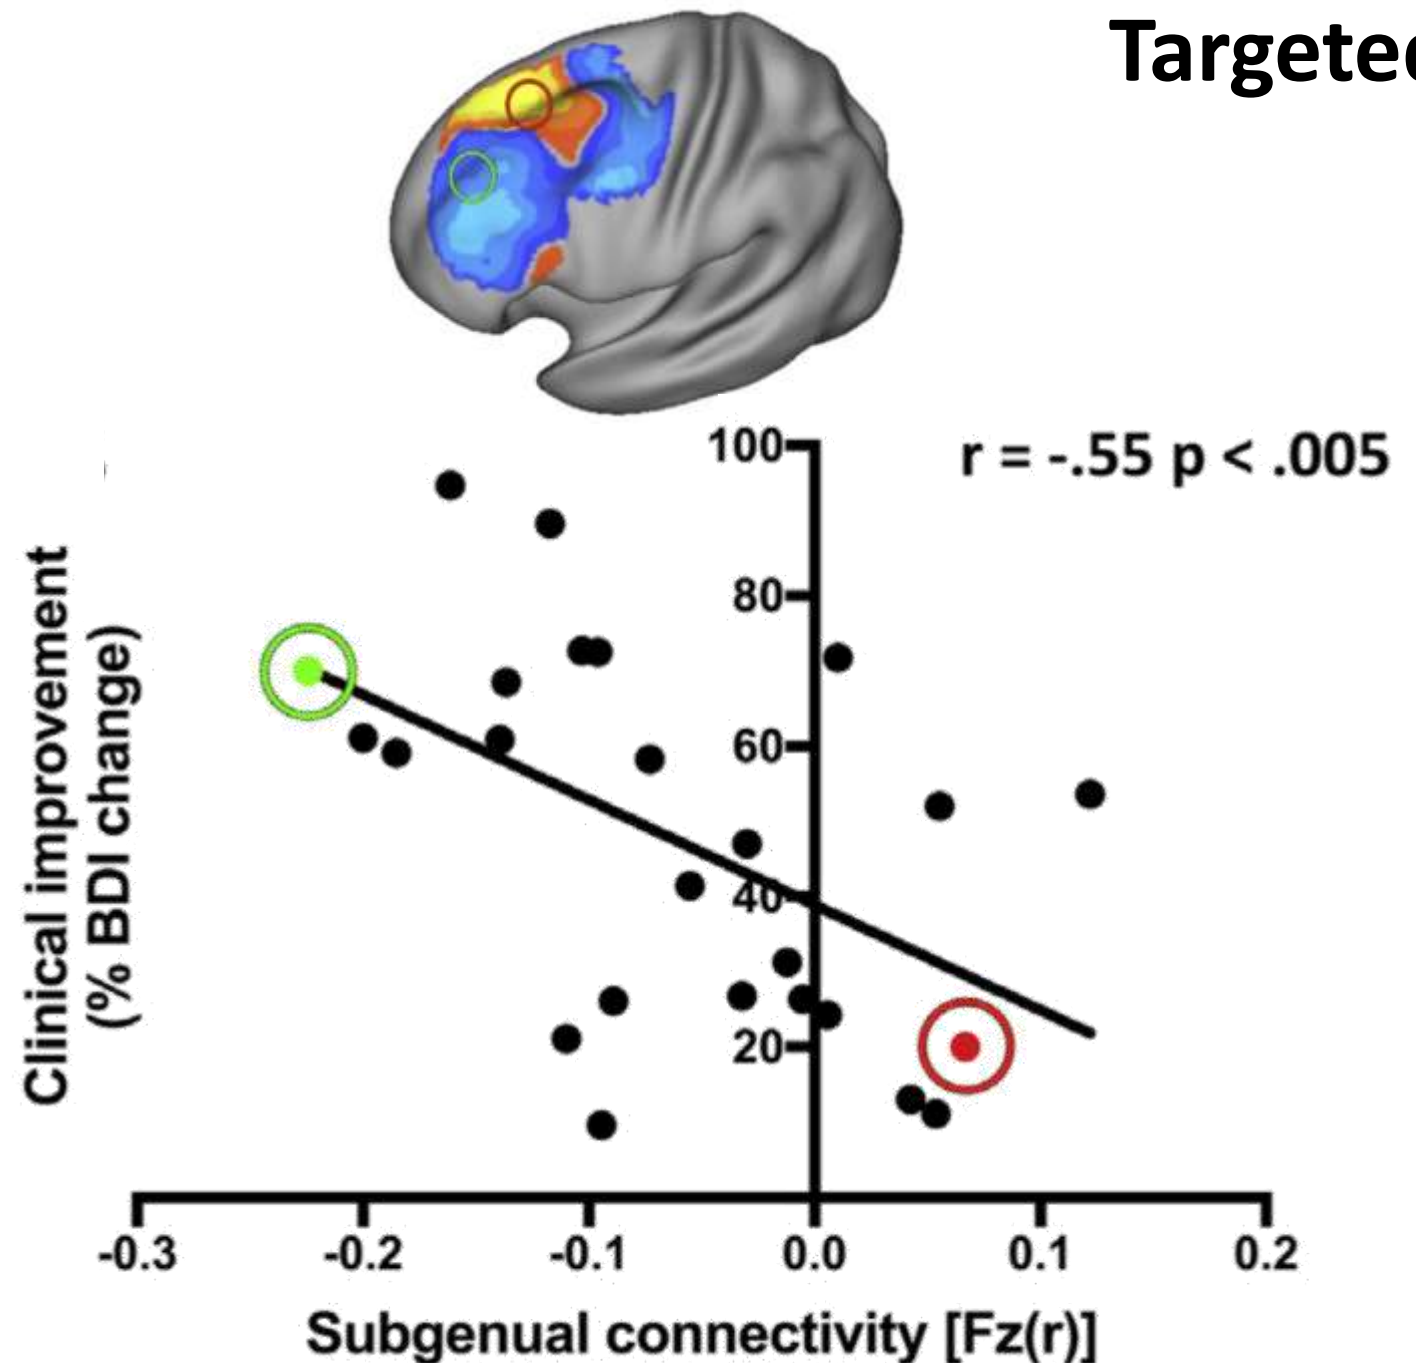 Targeted
r = -.55 p < .005
Clinical improvement
(% BDI change)
100
80
60
40
20
-0.3 -0.2 -0.1 0.0 0.1 0.2
Subgenual connectivity [Fz(r)]